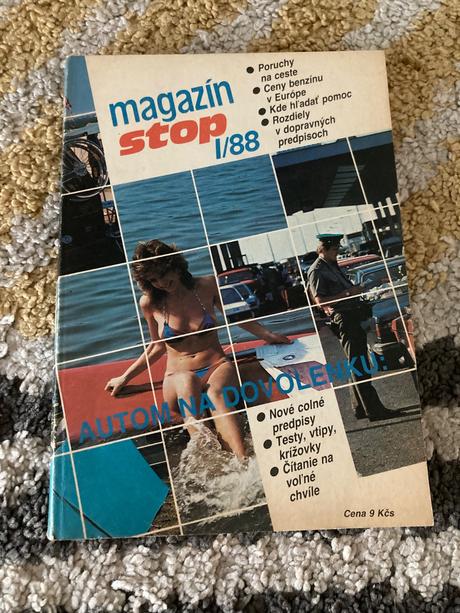 magazín
stop
I/88
● Poruchy
na ceste
● Ceny benzínu
v Európe
● Kde hľadať pomoc
● Rozdiely
v dopravných
predpisoch
AUTOM NA DOVOLENKU:
● Nové colné
predpisy
● Testy, vtipy,
krížovky
● Čítanie na
voľné
chvíle
Cena 9 Kčs